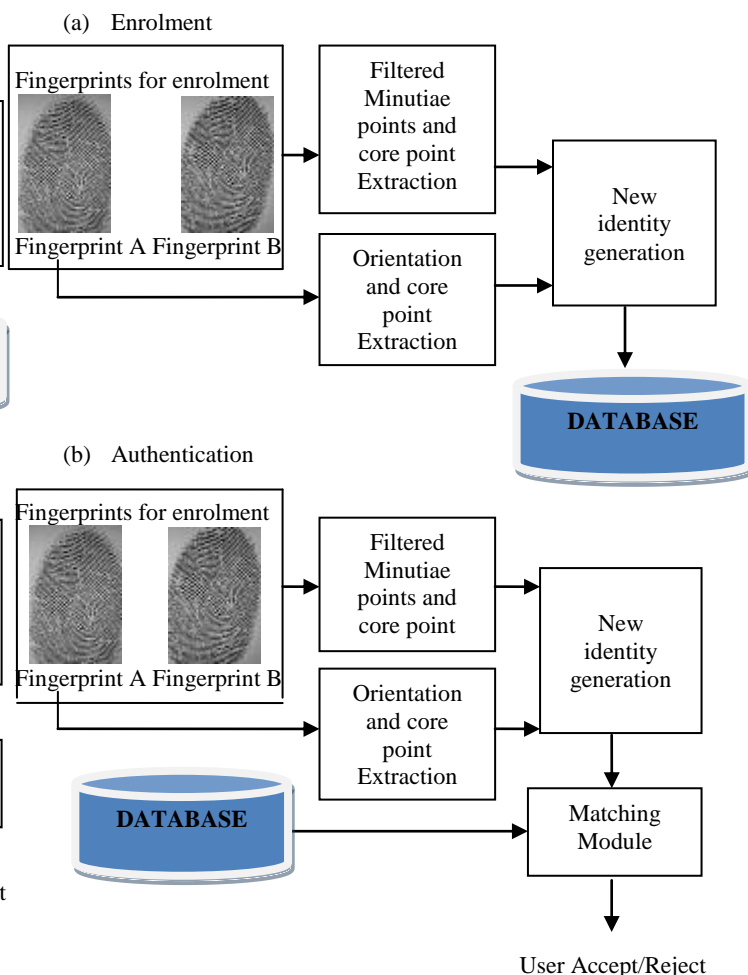 (a) Enrolment
Fingerprints for enrolment
Fingerprint A Fingerprint B
Filtered
Minutiae
points and
core point
Extraction
Orientation
and core
point
Extraction
New
identity
generation
DATABASE
(b) Authentication
Fingerprints for enrolment
Fingerprint A Fingerprint B
Filtered
Minutiae
points and
core point
Orientation
and core
point
Extraction
New
identity
generation
DATABASE
Matching
Module
t
User Accept/Reject